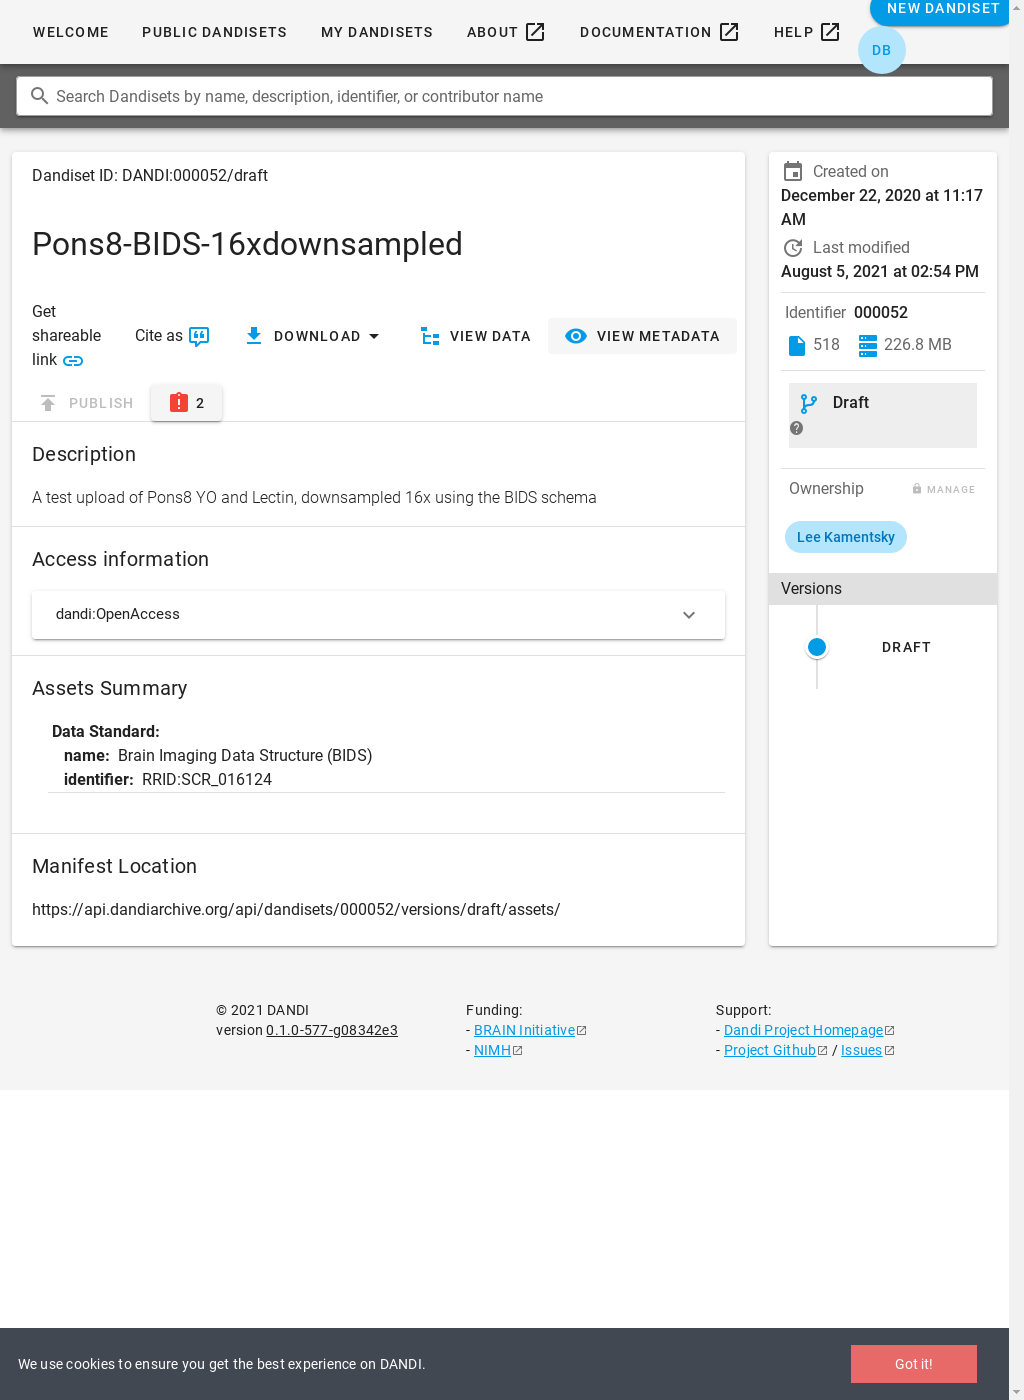 WELCOME
PUBLIC DANDISETS
MY DANDISETS
ABOUT
DOCUMENTATION
HELP
NEW DANDISET
DB
Search Dandisets by name, description, identifier, or contributor name
Dandiset ID: DANDI:000052/draft
Pons8-BIDS-16xdownsampled
Get
shareable
link
Cite as
DOWNLOAD
VIEW DATA
VIEW METADATA
PUBLISH
2
Description
A test upload of Pons8 YO and Lectin, downsampled 16x using the BIDS schema
Access information
dandi:OpenAccess
Assets Summary
Data Standard:
name: Brain Imaging Data Structure (BIDS)
identifier: RRID:SCR_016124
Manifest Location
https://api.dandiarchive.org/api/dandisets/000052/versions/draft/assets/
Created on
December 22, 2020 at 11:17
AM
Last modified
August 5, 2021 at 02:54 PM
Identifier 000052
518 226.8 MB
Draft
Ownership
MANAGE
Lee Kamentsky
Versions
DRAFT
© 2021 DANDI
version 0.1.0-577-g08342e3
Funding:
- BRAIN Initiative
- NIMH
Support:
- Dandi Project Homepage
- Project Github / Issues
We use cookies to ensure you get the best experience on DANDI.
Got it!